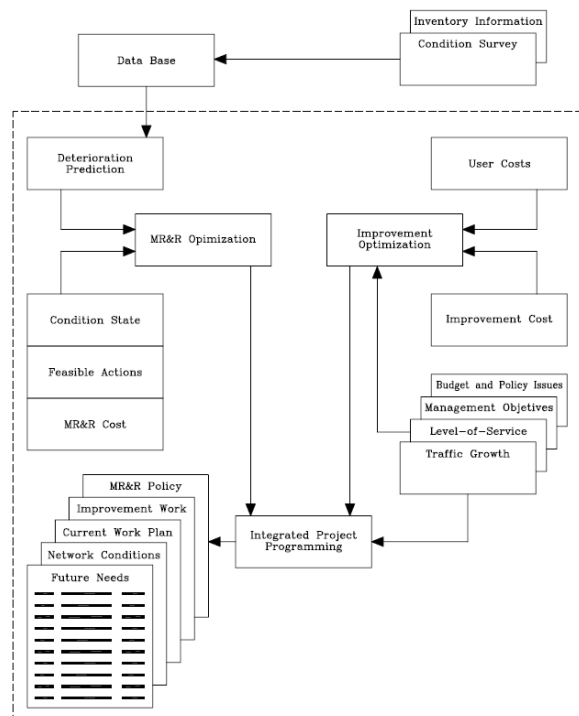 Inventory Information
Condition Survey
Data Base
Deterioration
Prediction
User Costs
MR&R Opimization
Improvement
Optimization
Condition State
Improvement Cost
Feasible Actions
MR&R Cost
Budget and Policy Issues
Management Objetives
Level-of-Service
Traffic Growth
MR&R Policy
Improvement Work
Current Work Plan
Network Conditions
Future Needs
Integrated Project
Programming